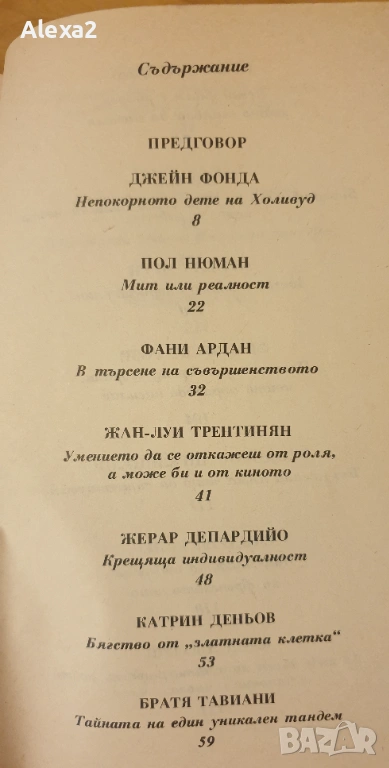 Alexa2
Съдържание
ПРЕДГОВОР
ДЖЕЙН ФОНДА
Непокорното дете на Холивуд
8
ПОЛ НЮМАН
Мит или реалност
22
ФАНИ АРДАН
В търсене на съвършенството
32
ЖАН-ЛУИ ТРЕНТИНЯН
Умението да се откажеш от роля,
а може би и от киното
41
ЖЕРАР ДЕПАРДИЙО
Крещяща индивидуалност
48
КАТРИН ДЕНЬОВ
Бягство от „златната клетка“
53
БРАТЯ ТАВИАНИ
Тайната на един уникален тандем
59
BAZAR